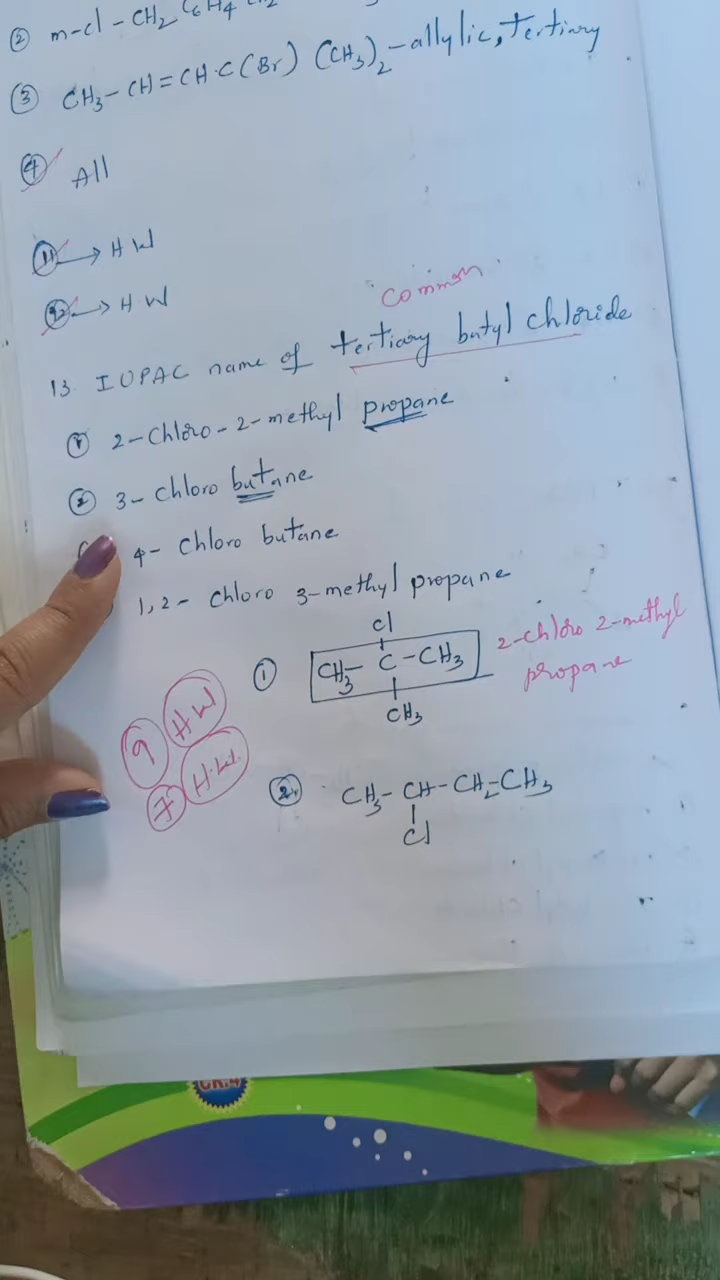 ② m-cl-CH₂ C₆H₄
③ CH₃-CH=CH-C(Br) (CH₃)₂-allylic, tertiary
④ All
⑪ → HW
⑫ → HW
common
13. IUPAC name of tertiary butyl chloride
① 2-Chloro-2-methyl propane
② 3-chloro butane
4-chloro butane
1,2-chloro 3-methyl propane
cl
① CH₃-C-CH₃ 2-chloro 2-methyl
propane
CH₃
⑨ HW
⑦ H.W.
② CH₃-CH-CH₂-CH₃
Cl